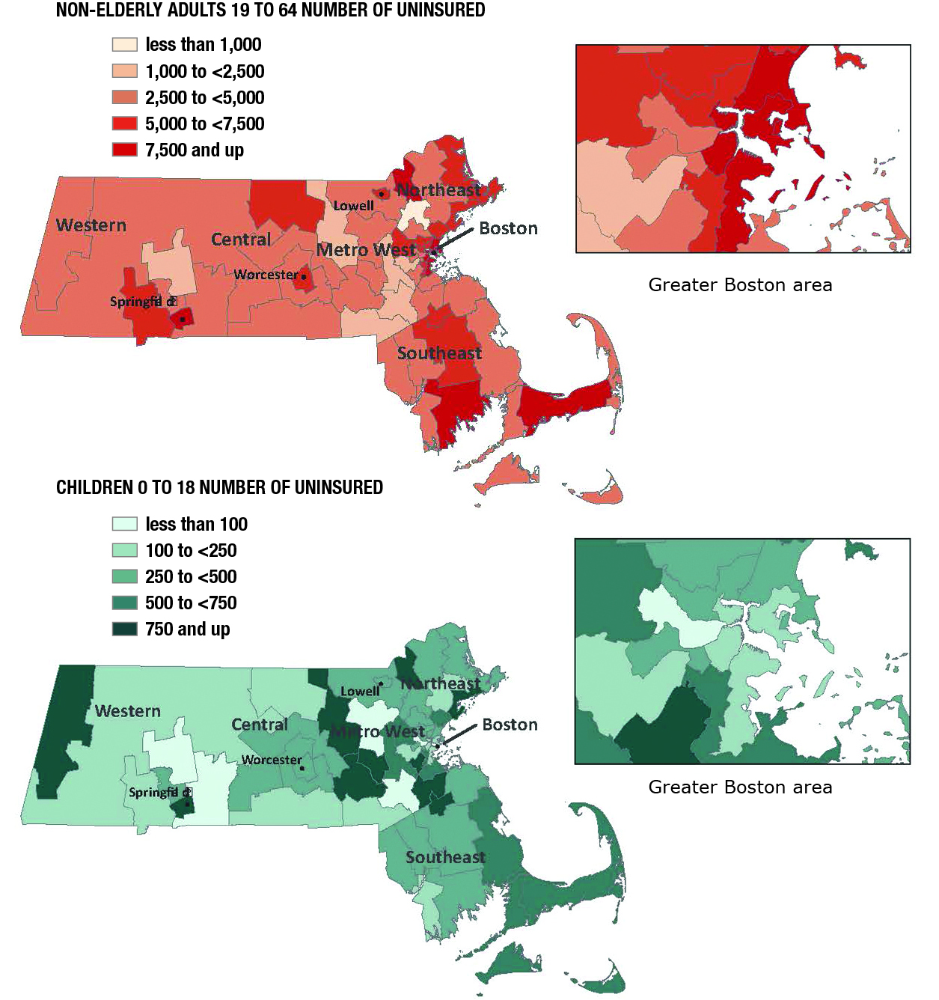 NON-ELDERLY ADULTS 19 TO 64 NUMBER OF UNINSURED
less than 1,000
1,000 to <2,500
2,500 to <5,000
5,000 to <7,500
7,500 and up
Northeast
Lowell
Western
Boston
Central
Metro West
Worcester
Southeast
Greater Boston area
CHILDREN 0 TO 18 NUMBER OF UNINSURED
less than 100
100 to <250
250 to <500
500 to <750
750 and up
Northeast
Lowell
Western
Central
Boston
Metro West
Worcester
Southeast
Greater Boston area